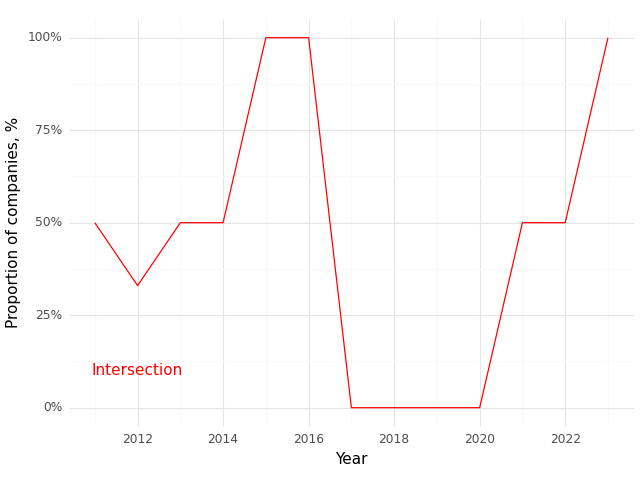 100%
75%
50%
25%
0%
Proportion of companies, %
Intersection
2012 2014 2016 2018 2020 2022
Year